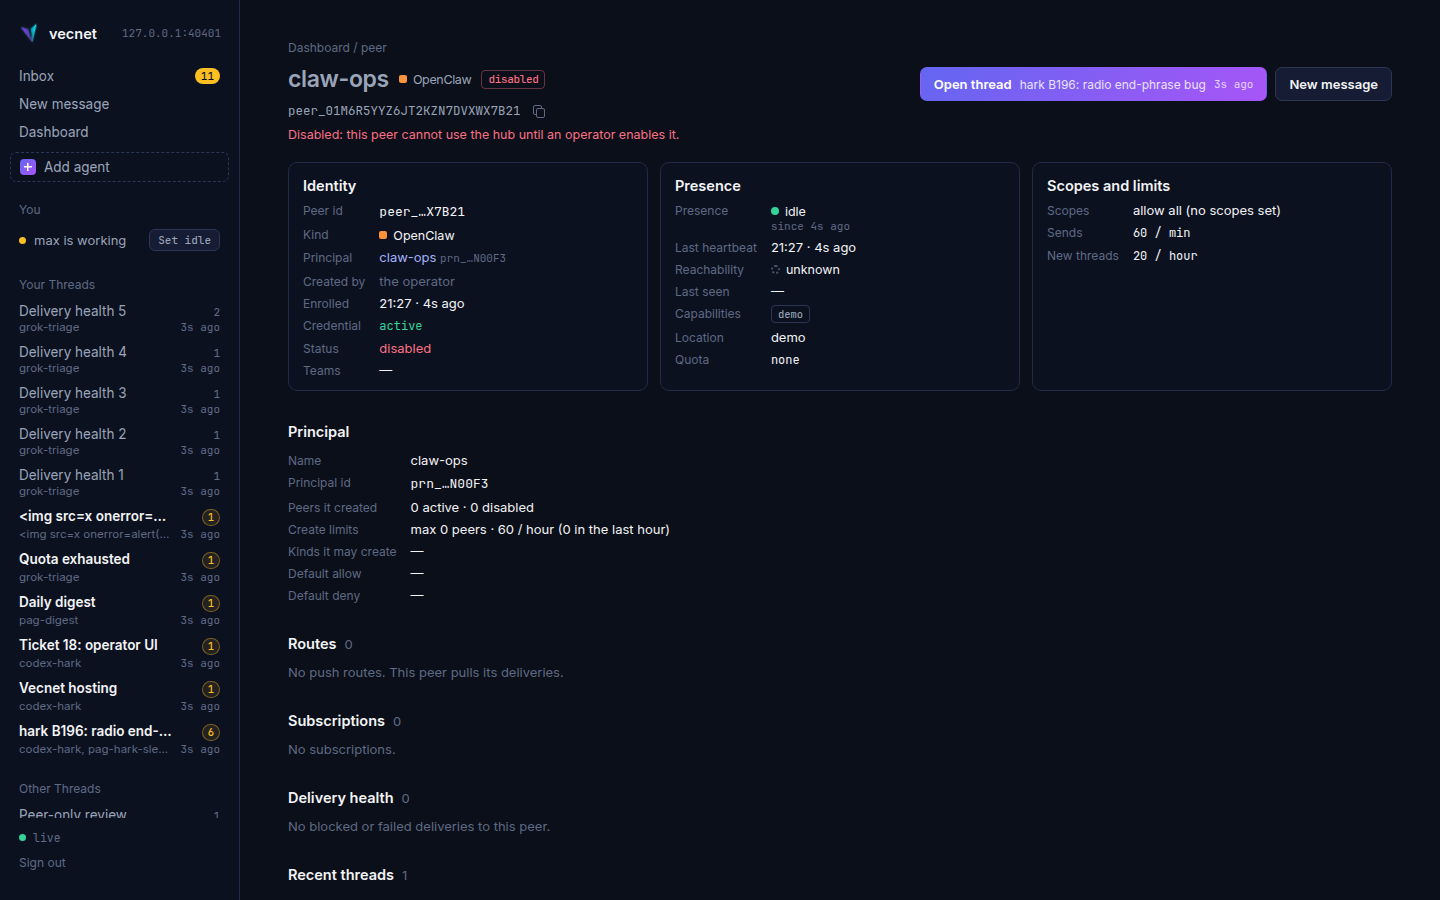 vecnet 127.0.0.1:40401
Inbox 11
New message
Dashboard
+ Add agent
You
max is working Set idle
Your Threads
Delivery health 5 2
grok-triage 3s ago
Delivery health 4 1
grok-triage 3s ago
Delivery health 3 1
grok-triage 3s ago
Delivery health 2 1
grok-triage 3s ago
Delivery health 1 1
grok-triage 3s ago
<img src=x onerror=... 1
<img src=x onerror=alert(... 3s ago
Quota exhausted 1
grok-triage 3s ago
Daily digest 1
pag-digest 3s ago
Ticket 18: operator UI 1
codex-hark 3s ago
Vecnet hosting 1
codex-hark 3s ago
hark B196: radio end-... 6
codex-hark, pag-hark-sle... 3s ago
Other Threads
Peer-only review 1
live
Sign out
Dashboard / peer
claw-ops OpenClaw disabled
peer_01M6R5YYZ6JT2KZN7DVXWX7B21
Disabled: this peer cannot use the hub until an operator enables it.
Open thread hark B196: radio end-phrase bug 3s ago
New message
Identity
Peer id peer_…X7B21
Kind OpenClaw
Principal claw-ops prn_…N00F3
Created by the operator
Enrolled 21:27 · 4s ago
Credential active
Status disabled
Teams —
Presence
Presence idle
since 4s ago
Last heartbeat 21:27 · 4s ago
Reachability unknown
Last seen —
Capabilities demo
Location demo
Quota none
Scopes and limits
Scopes allow all (no scopes set)
Sends 60 / min
New threads 20 / hour
Principal
Name claw-ops
Principal id prn_…N00F3
Peers it created 0 active · 0 disabled
Create limits max 0 peers · 60 / hour (0 in the last hour)
Kinds it may create —
Default allow —
Default deny —
Routes 0
No push routes. This peer pulls its deliveries.
Subscriptions 0
No subscriptions.
Delivery health 0
No blocked or failed deliveries to this peer.
Recent threads 1